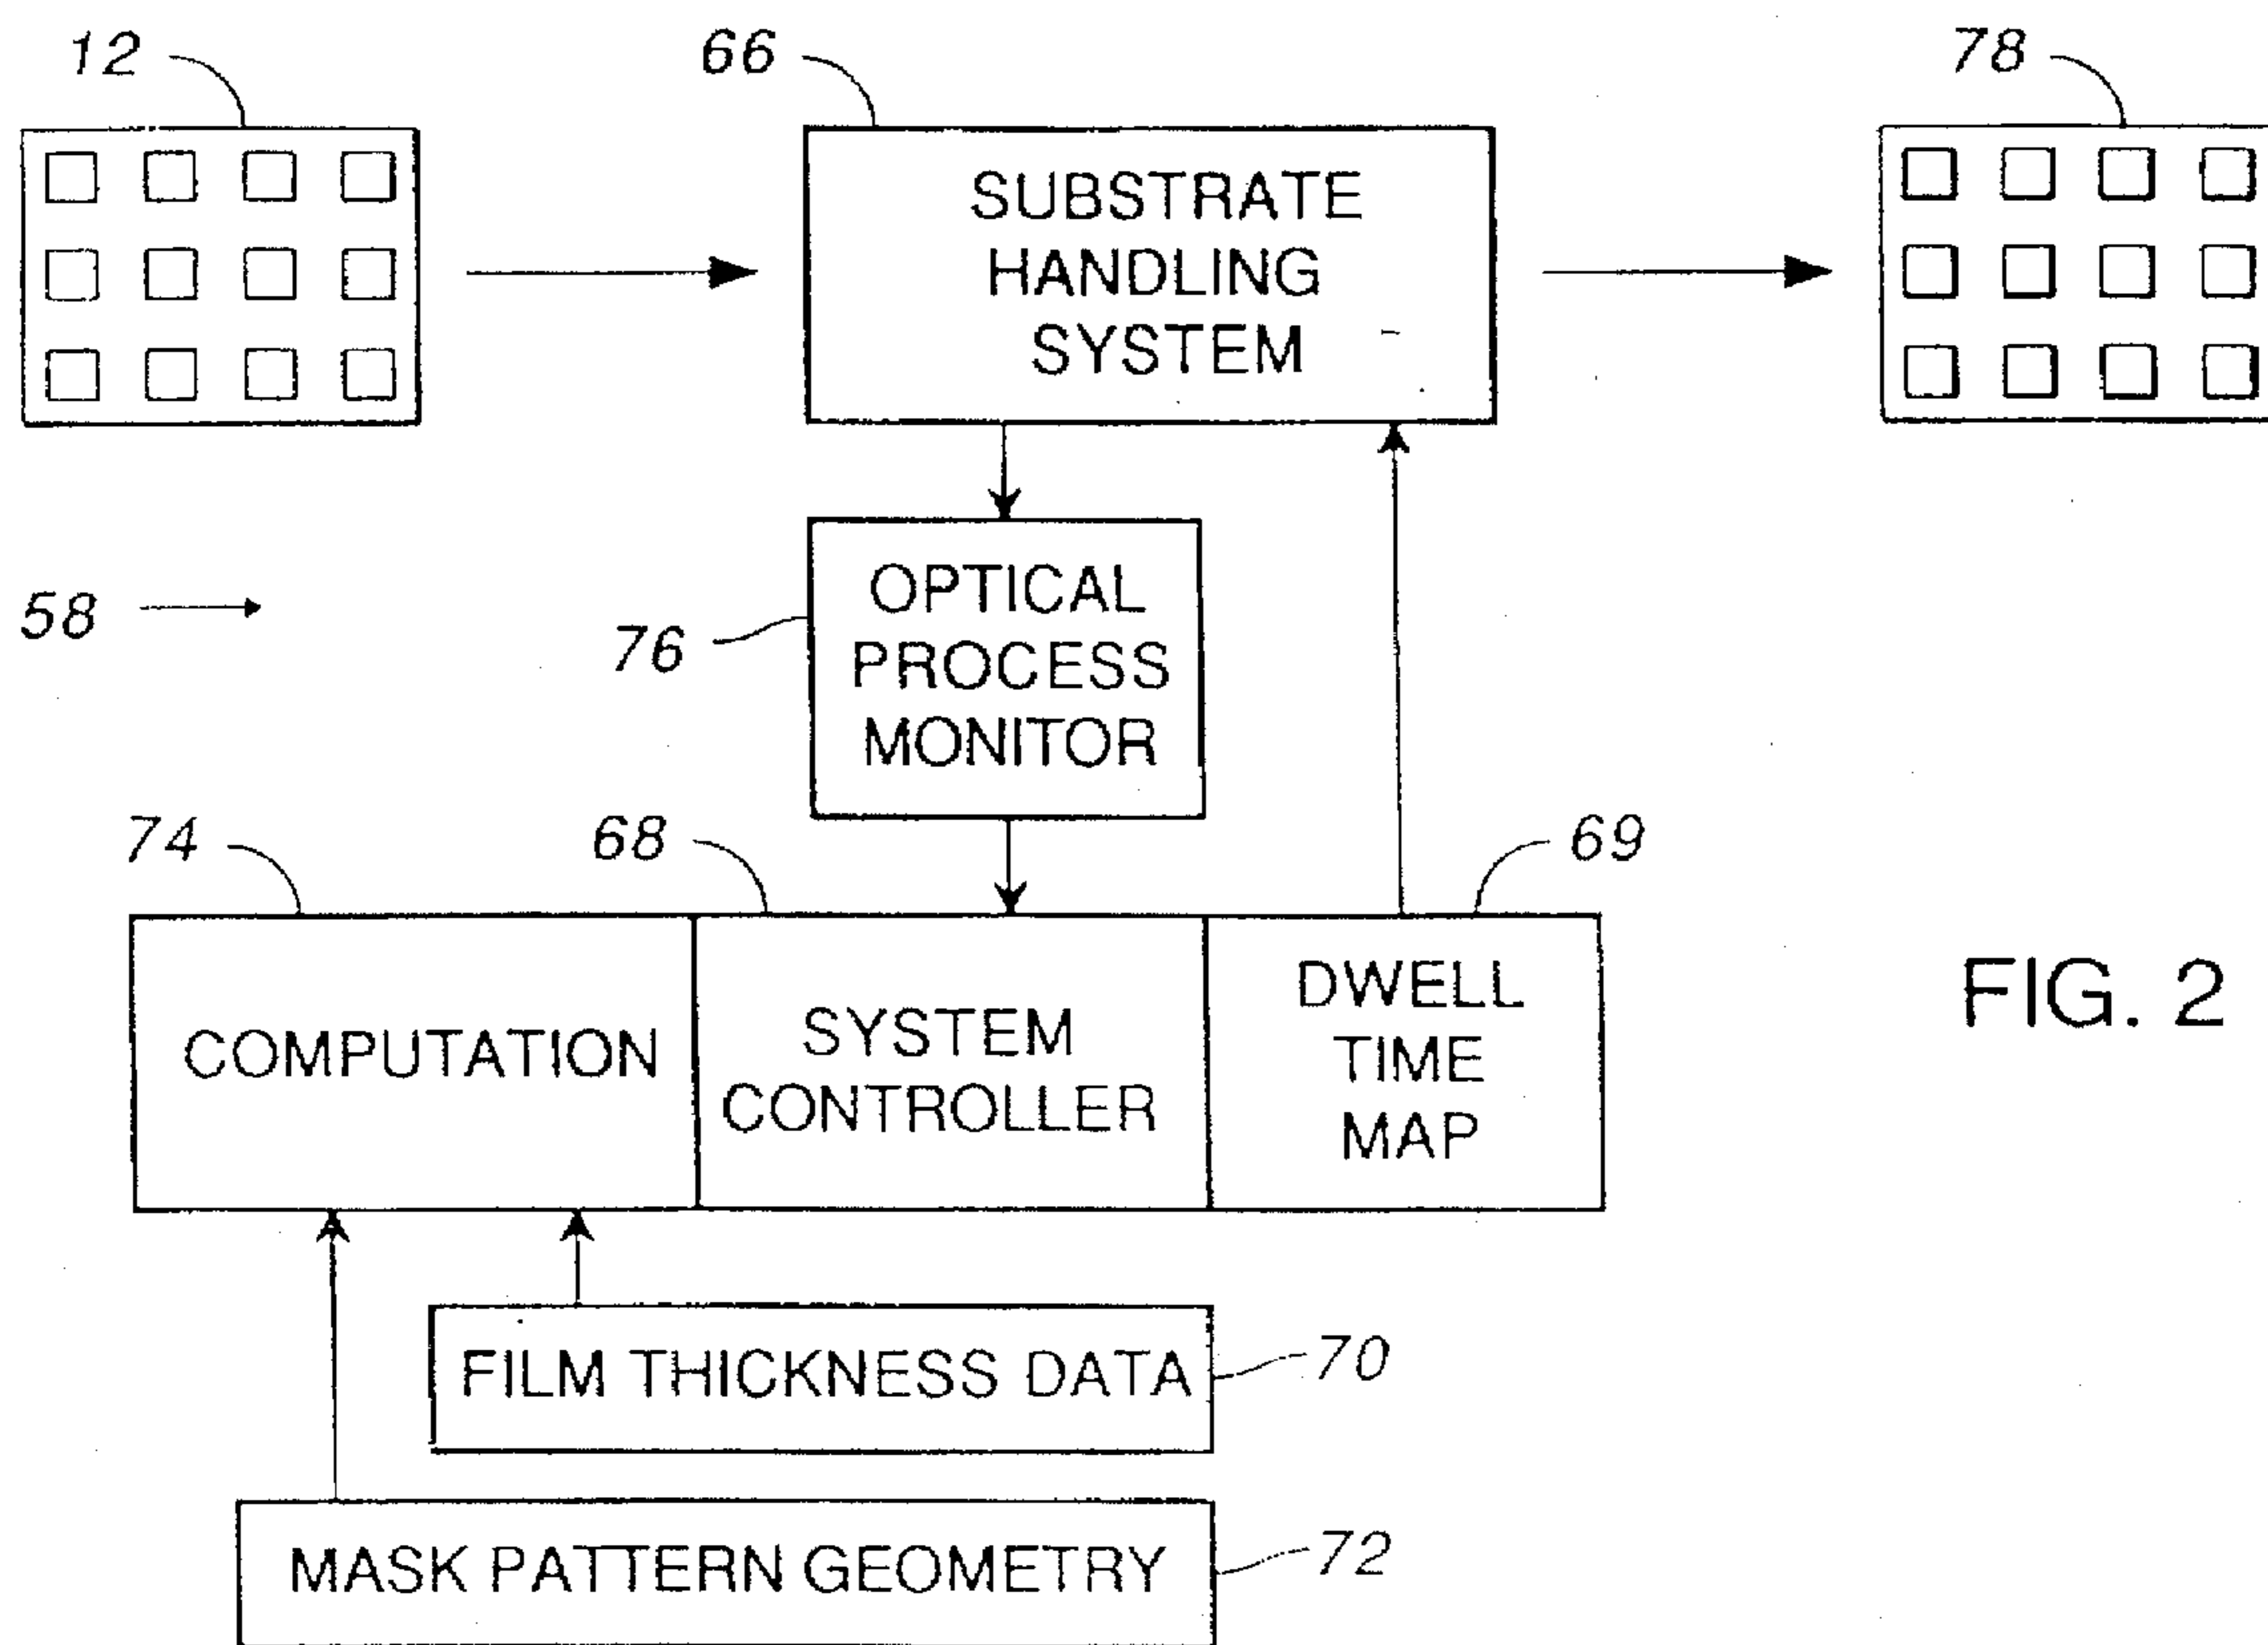 12
66
78
SUBSTRATE
HANDLING
SYSTEM
58
76
OPTICAL
PROCESS
MONITOR
74
68
69
COMPUTATION
SYSTEM
CONTROLLER
DWELL
TIME
MAP
FIG. 2
FILM THICKNESS DATA
70
MASK PATTERN GEOMETRY
72